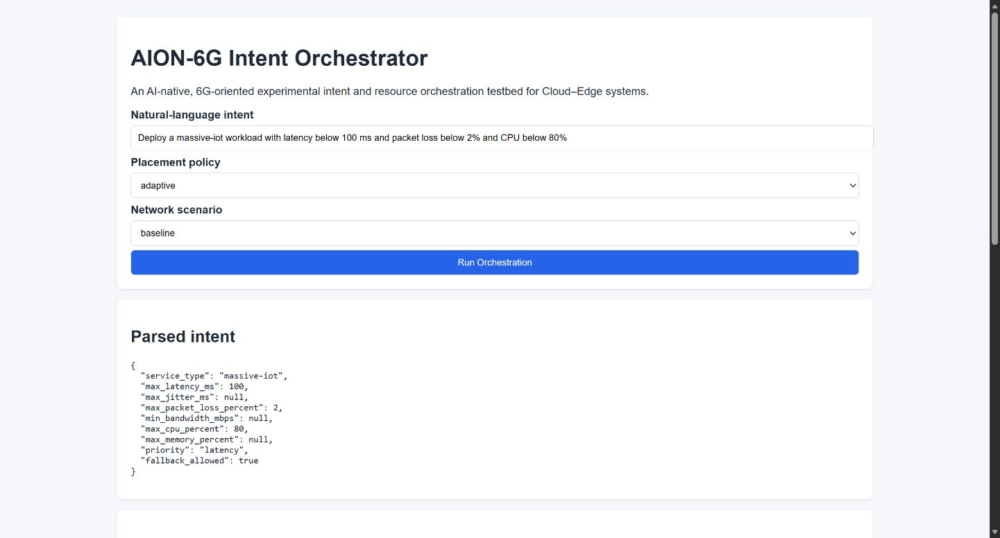 AION-6G Intent Orchestrator
An AI-native, 6G-oriented experimental intent and resource orchestration testbed for Cloud–Edge systems.
Natural-language intent
Deploy a massive-iot workload with latency below 100 ms and packet loss below 2% and CPU below 80%
Placement policy
adaptive
Network scenario
baseline
Run Orchestration
Parsed intent
{
  "service_type": "massive-iot",
  "max_latency_ms": 100,
  "max_jitter_ms": null,
  "max_packet_loss_percent": 2,
  "min_bandwidth_mbps": null,
  "max_cpu_percent": 80,
  "max_memory_percent": null,
  "priority": "latency",
  "fallback_allowed": true
}